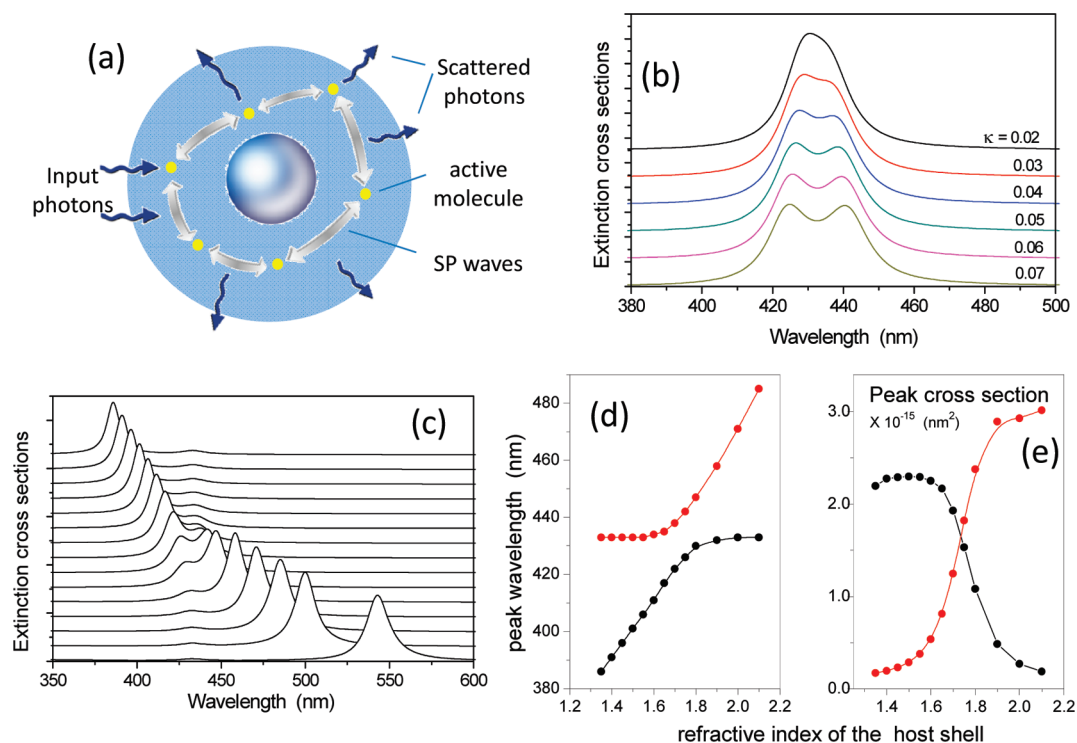 (a)
Scattered
photons
Input
photons
active
molecule
SP waves
(b)
Extinction cross sections
κ = 0.02
0.03
0.04
0.05
0.06
0.07
380 400 420 440 460 480 500
Wavelength (nm)
(c)
Extinction cross sections
350 400 450 500 550 600
Wavelength (nm)
(d)
peak wavelength (nm)
480
460
440
420
400
380
1.2 1.4 1.6 1.8 2.0 2.2
Peak cross section
X 10⁻¹⁵ (nm²)
(e)
3.0
2.0
1.0
0.0
1.4 1.6 1.8 2.0 2.2
refractive index of the host shell